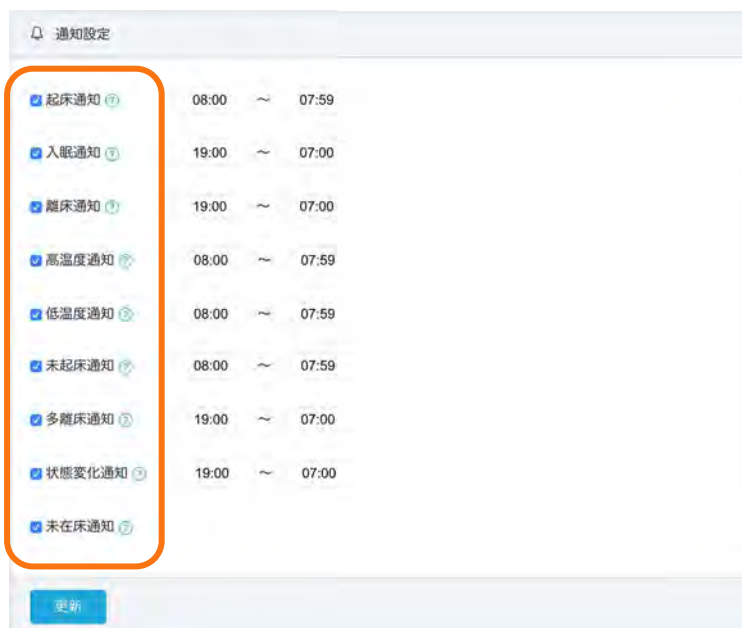 通知設定
起床通知 ? 08:00 ～ 07:59
入眠通知 ? 19:00 ～ 07:00
離床通知 ? 19:00 ～ 07:00
高温度通知 ? 08:00 ～ 07:59
低温度通知 ? 08:00 ～ 07:59
未起床通知 ? 08:00 ～ 07:59
多離床通知 ? 19:00 ～ 07:00
状態変化通知 ? 19:00 ～ 07:00
未在床通知 ?
更新